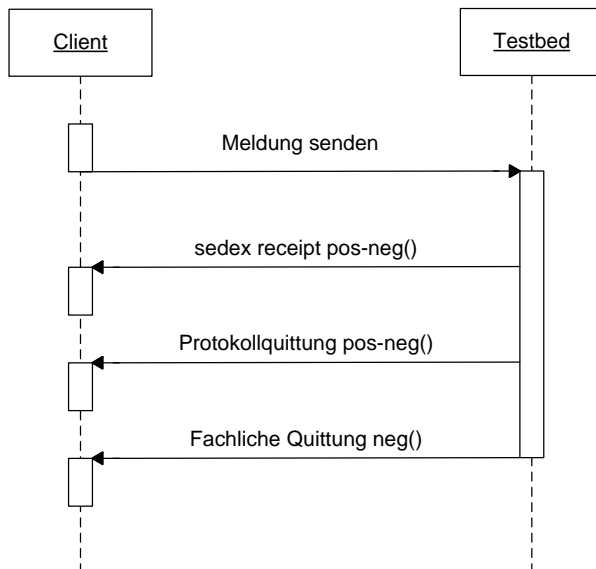 Client
Testbed
Meldung senden
sedex receipt pos-neg()
Protokollquittung pos-neg()
Fachliche Quittung neg()